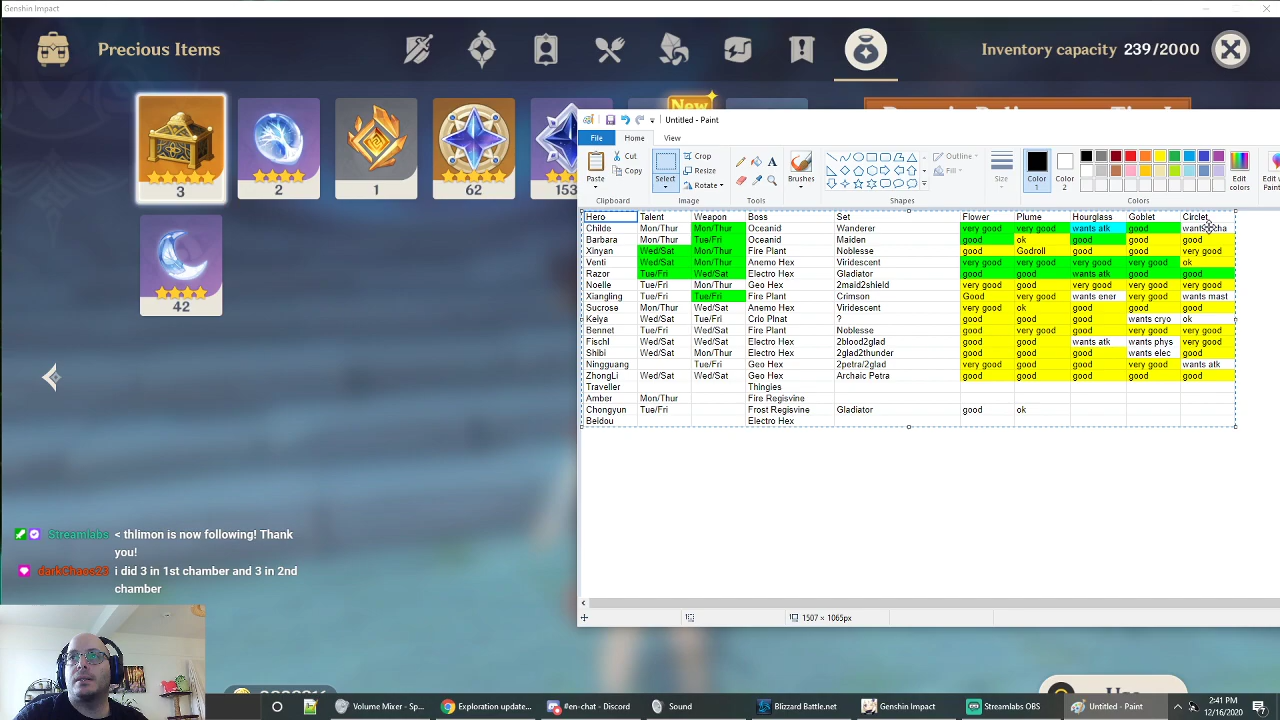 Genshin Impact
Precious Items
Inventory capacity 239/2000
3
2
1
62
153
New
42
Untitled - Paint
File Home View
Paste
Cut
Copy
Clipboard
Select
Crop
Resize
Rotate
Image
Tools
Brushes
Shapes
Outline
Fill
Size
Color 1
Color 2
Edit colors
Colors
Hero Talent Weapon Boss Set Flower Plume Hourglass Goblet Circlet
Childe Mon/Thur Mon/Thur Oceanid Wanderer very good very good wants atk good
Barbara Mon/Thur Tue/Fri Oceanid Maiden good ok good good good
Xinyan Wed/Sat Mon/Thur Fire Plant Noblesse good Godroll good good very good
Venti Wed/Sat Mon/Thur Anemo Hex Viridescent very good very good very good very good ok
Razor Tue/Fri Wed/Sat Electro Hex Gladiator good good wants atk good good
Noelle Tue/Fri Mon/Thur Geo Hex 2maid2shield very good very good very good very good very good
Xiangling Tue/Fri Tue/Fri Fire Plant Crimson Good very good wants ener very good wants mast
Sucrose Mon/Thur Wed/Sat Anemo Hex Viridescent very good ok good good good
Keiya Wed/Sat Tue/Fri Crio Plnat ? good good good wants cryo ok
Bennet Tue/Fri Wed/Sat Fire Plant Noblesse good very good good very good very good
Fischl Wed/Sat Wed/Sat Electro Hex 2blood2glad good good wants atk wants phys very good
Shibi Wed/Sat Mon/Thur Electro Hex 2glad2thunder good good good wants elec good
Ningguang Tue/Fri Geo Hex 2petra/2glad very good good good very good wants atk
ZhongLi Wed/Sat Wed/Sat Geo Hex Archaic Petra good good good good good
Traveller Thingies
Amber Mon/Thur Fire Regisvine
Chongyun Tue/Fri Frost Regisvine Gladiator good ok
Beidou Electro Hex
1507 × 1065px
Streamlabs < thlimon is now following! Thank
you!
darkChaos23 i did 3 in 1st chamber and 3 in 2nd
chamber
Volume Mixer - Sp... Exploration update... #en-chat - Discord Sound Blizzard Battle.net Genshin Impact Streamlabs OBS Untitled - Paint
2:41 PM
12/16/2020